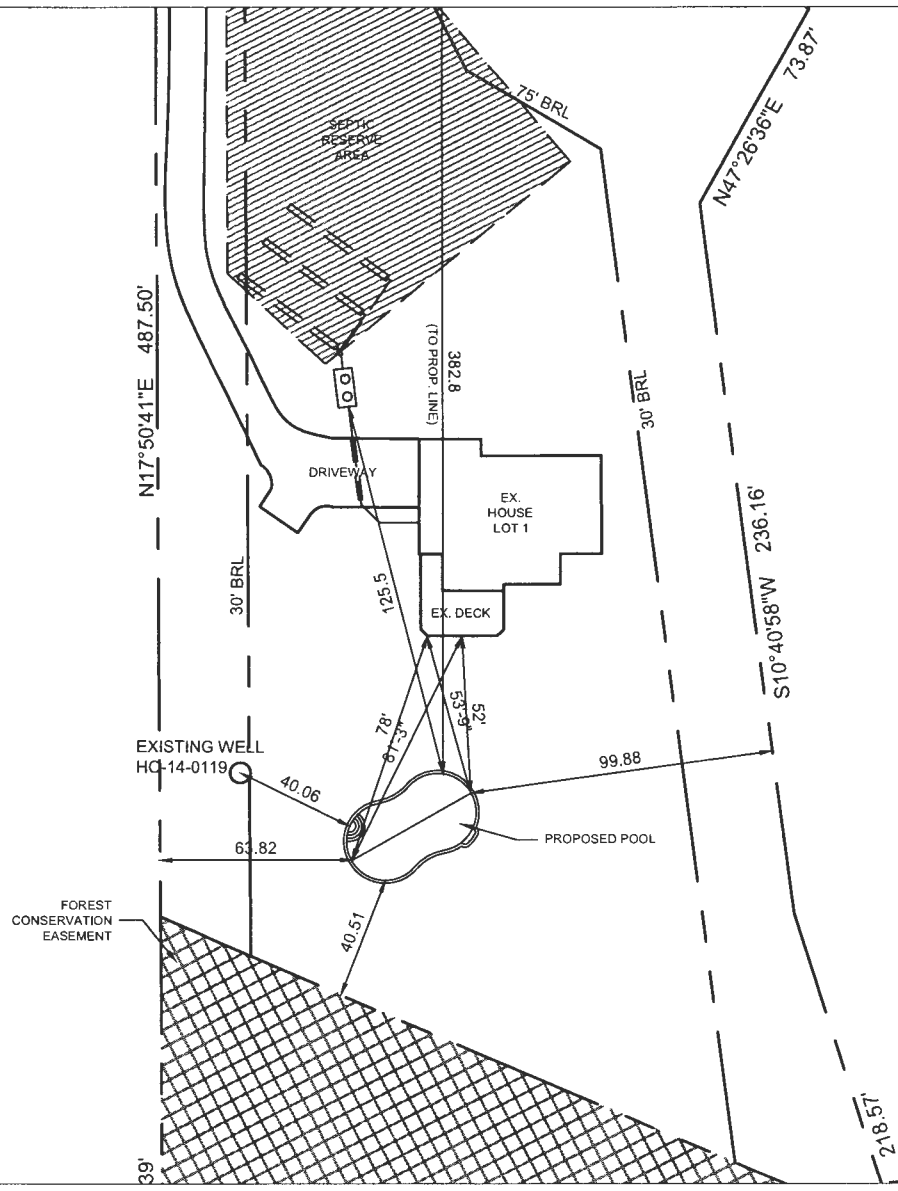 73.87'
N47°26'36"E
75' BRL
SEPTIC
RESERVE
AREA
N17°50'41"E 487.50'
382.8
(TO PROP. LINE)
30' BRL
DRIVEWAY
EX.
HOUSE
LOT 1
S10°40'58"W 236.16'
30' BRL
125.5
EX. DECK
78'
81'-3"
52'
53'-9"
EXISTING WELL
HO-14-0119
40.06
99.88
63.82
PROPOSED POOL
FOREST
CONSERVATION
EASEMENT
40.51
39'
218.57'